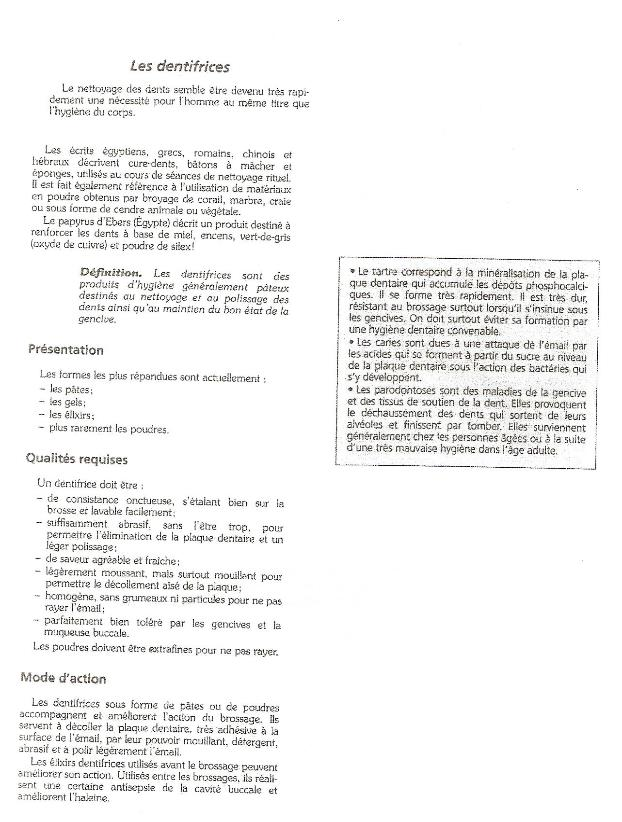 Les dentifrices
Le nettoyage des dents semble être devenu très rapi-
dement une nécessité pour l'homme au même titre que
l'hygiène du corps.
Les écrits égyptiens, grecs, romains, chinois et
hébreux décrivent cure-dents, bâtons à mâcher et
éponges, utilisés au cours de séances de nettoyage rituel.
Il est fait également référence à l'utilisation de matériaux
en poudre obtenus par broyage de corail, marbra, craie
ou sous forme de cendre animale ou végétale.
Le papyrus d'Ebers (Égypte) décrit un produit destiné à
renforcer les dents à base de miel, encens, vert-de-gris
(oxyde de cuivre) et poudre de silex!
Définition. Les dentifrices sont des
produits d'hygiène généralement pâteux
destinés au nettoyage et au polissage des
dents ainsi qu'au maintien du bon état de la
gencive.
Présentation
Les formes les plus répandues sont actuellement :
– les pâtes;
– les gels;
– les élixirs;
– plus rarement les poudres.
Qualités requises
Un dentifrice doit être :
– de consistance onctueuse, s'étalant bien sur la
brosse et lavable facilement;
– suffisamment abrasif, sans l'être trop, pour
permettre l'élimination de la plaque dentaire et un
léger polissage;
– de saveur agréable et fraîche;
– légèrement moussant, mais surtout mouillant pour
permettre le décollement aisé de la plaque;
– homogène, sans grumeaux ni particules pour ne pas
rayer l'émail;
– parfaitement bien toléré par les gencives et la
muqueuse buccale.
Les poudres doivent être extrafines pour ne pas rayer.
Mode d'action
Les dentifrices sous forme de pâtes ou de poudres
accompagnent et améliorent l'action du brossage. Ils
servent à décoller la plaque dentaire, très adhésive à la
surface de l'émail, par leur pouvoir mouillant, détergent,
abrasif et à polir légèrement l'émail.
Les élixirs dentifrices utilisés avant le brossage peuvent
améliorer son action. Utilisés entre les brossages, ils réali-
sent une certaine antisepsie de la cavité buccale et
améliorent l'haleine.
• Le tartre correspond à la minéralisation de la pla-
que dentaire qui accumule les dépôts phosphocalci-
ques. Il se forme très rapidement. Il est très dur,
résistant au brossage surtout lorsqu'il s'insinue sous
les gencives. On doit surtout éviter sa formation par
une hygiène dentaire convenable.
• Les caries sont dues à une attaque de l'émail par
les acides qui se forment à partir du sucre au niveau
de la plaque dentaire sous l'action des bactéries qui
s'y développent.
• Les parodontoses sont des maladies de la gencive
et des tissus de soutien de la dent. Elles provoquent
le déchaussement des dents qui sortent de leurs
alvéoles et finissent par tomber. Elles surviennent
généralement chez les personnes âgées ou à la suite
d'une très mauvaise hygiène dans l'âge adulte.